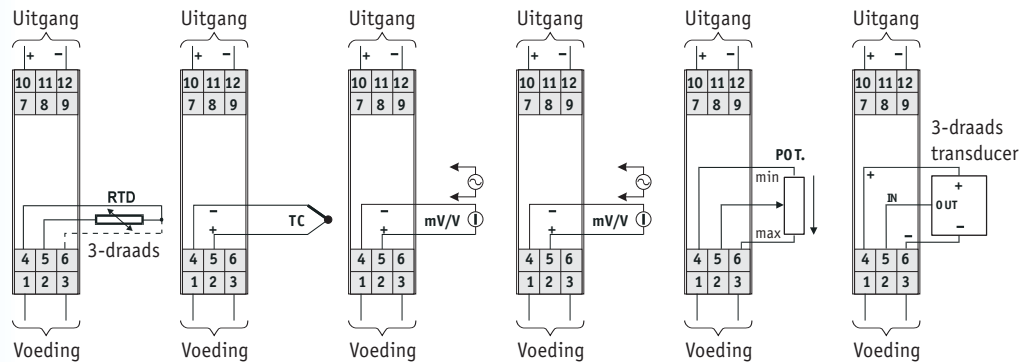 Uitgang Uitgang Uitgang Uitgang Uitgang Uitgang
+ − + − + − + − + − + −
10 11 12 10 11 12 10 11 12 10 11 12 10 11 12 10 11 12
7 8 9 7 8 9 7 8 9 7 8 9 7 8 9 7 8 9
3-draads
transducer
POT.
min
+ +
RTD
IN OUT
− TC − mV/V − mV/V
+ + +
max − −
3-draads
4 5 6 4 5 6 4 5 6 4 5 6 4 5 6 4 5 6
1 2 3 1 2 3 1 2 3 1 2 3 1 2 3 1 2 3
Voeding Voeding Voeding Voeding Voeding Voeding